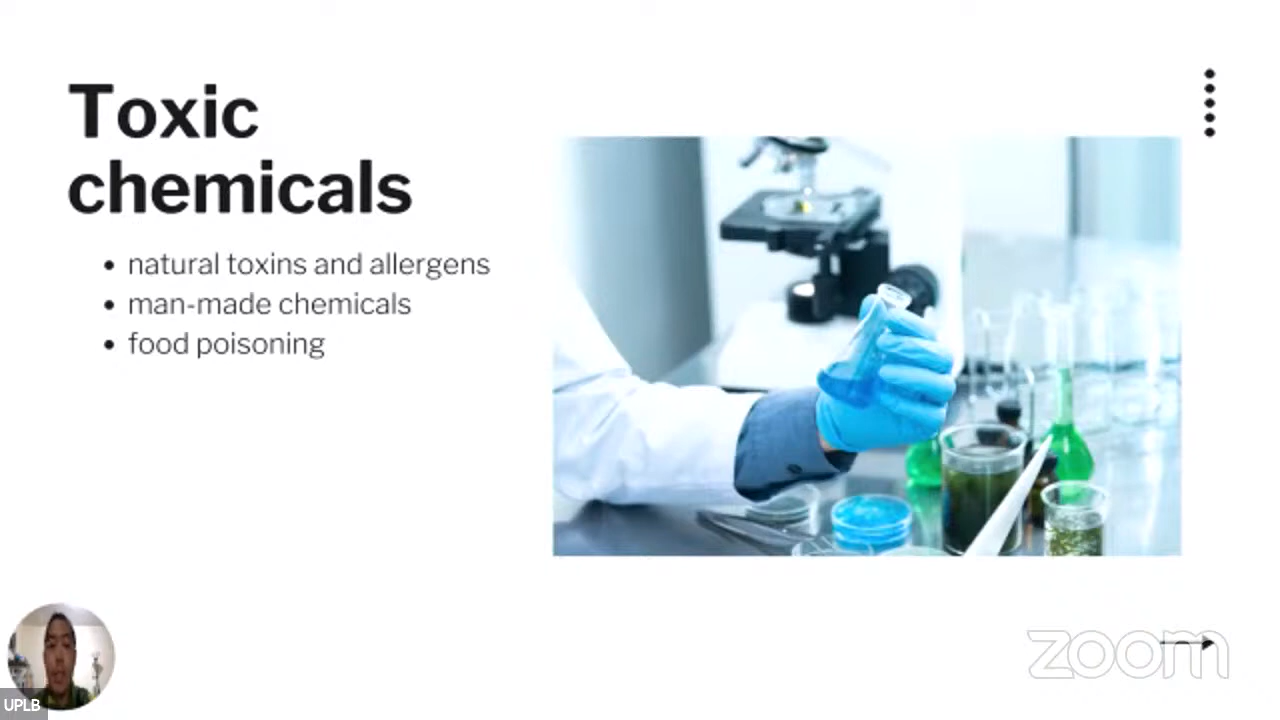 Toxic
chemicals
• natural toxins and allergens
• man-made chemicals
• food poisoning
UPLB
zoom